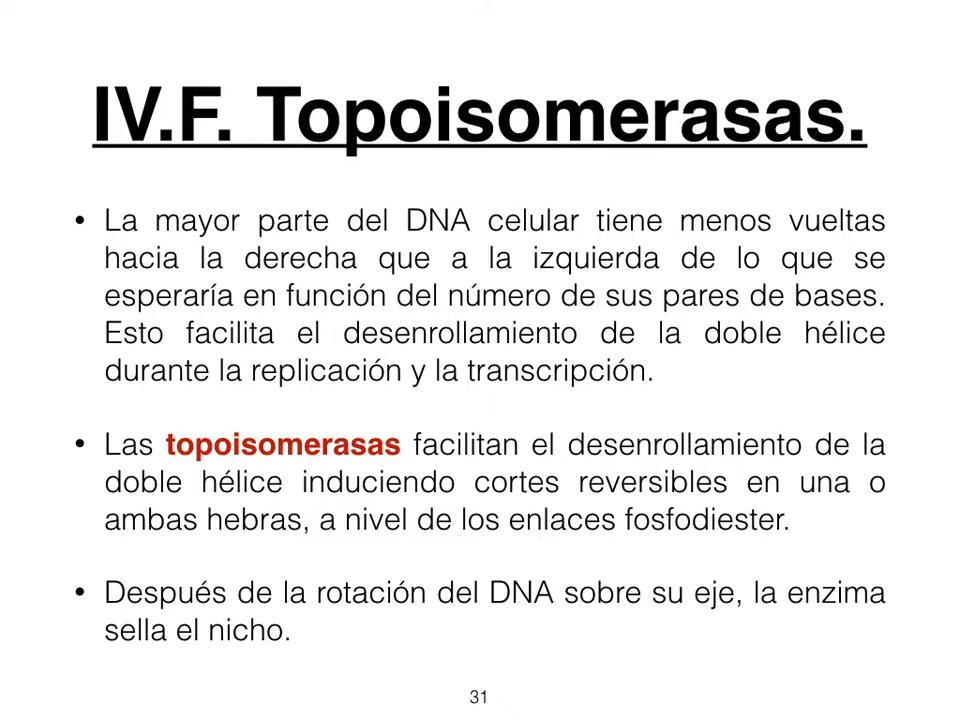 IV.F. Topoisomerasas.
• La mayor parte del DNA celular tiene menos vueltas
hacia la derecha que a la izquierda de lo que se
esperaría en función del número de sus pares de bases.
Esto facilita el desenrollamiento de la doble hélice
durante la replicación y la transcripción.
• Las topoisomerasas facilitan el desenrollamiento de la
doble hélice induciendo cortes reversibles en una o
ambas hebras, a nivel de los enlaces fosfodiester.
• Después de la rotación del DNA sobre su eje, la enzima
sella el nicho.
31